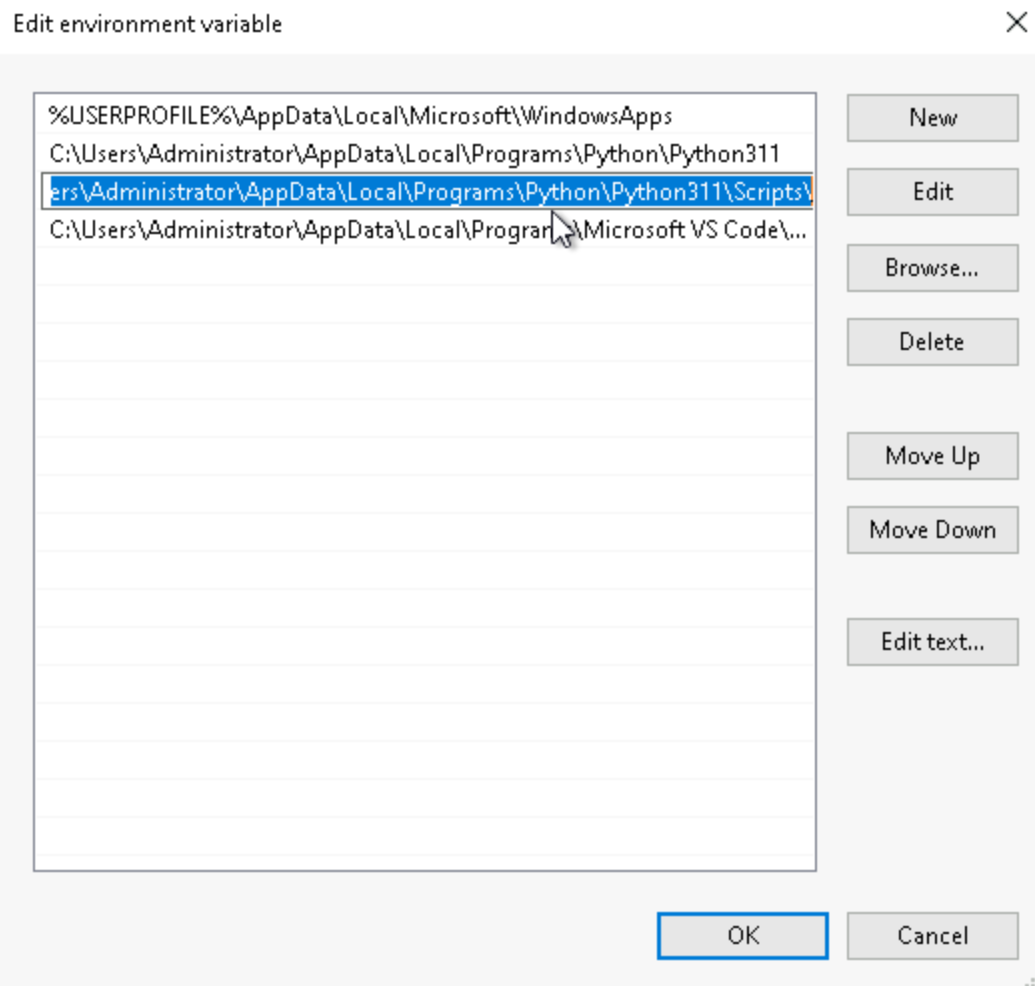 Edit environment variable
%USERPROFILE%\AppData\Local\Microsoft\WindowsApps
New
C:\Users\Administrator\AppData\Local\Programs\Python\Python311
ers\Administrator\AppData\Local\Programs\Python\Python311\Scripts\
Edit
C:\Users\Administrator\AppData\Local\Program \Microsoft VS Code\...
Browse...
Delete
Move Up
Move Down
Edit text...
OK
Cancel